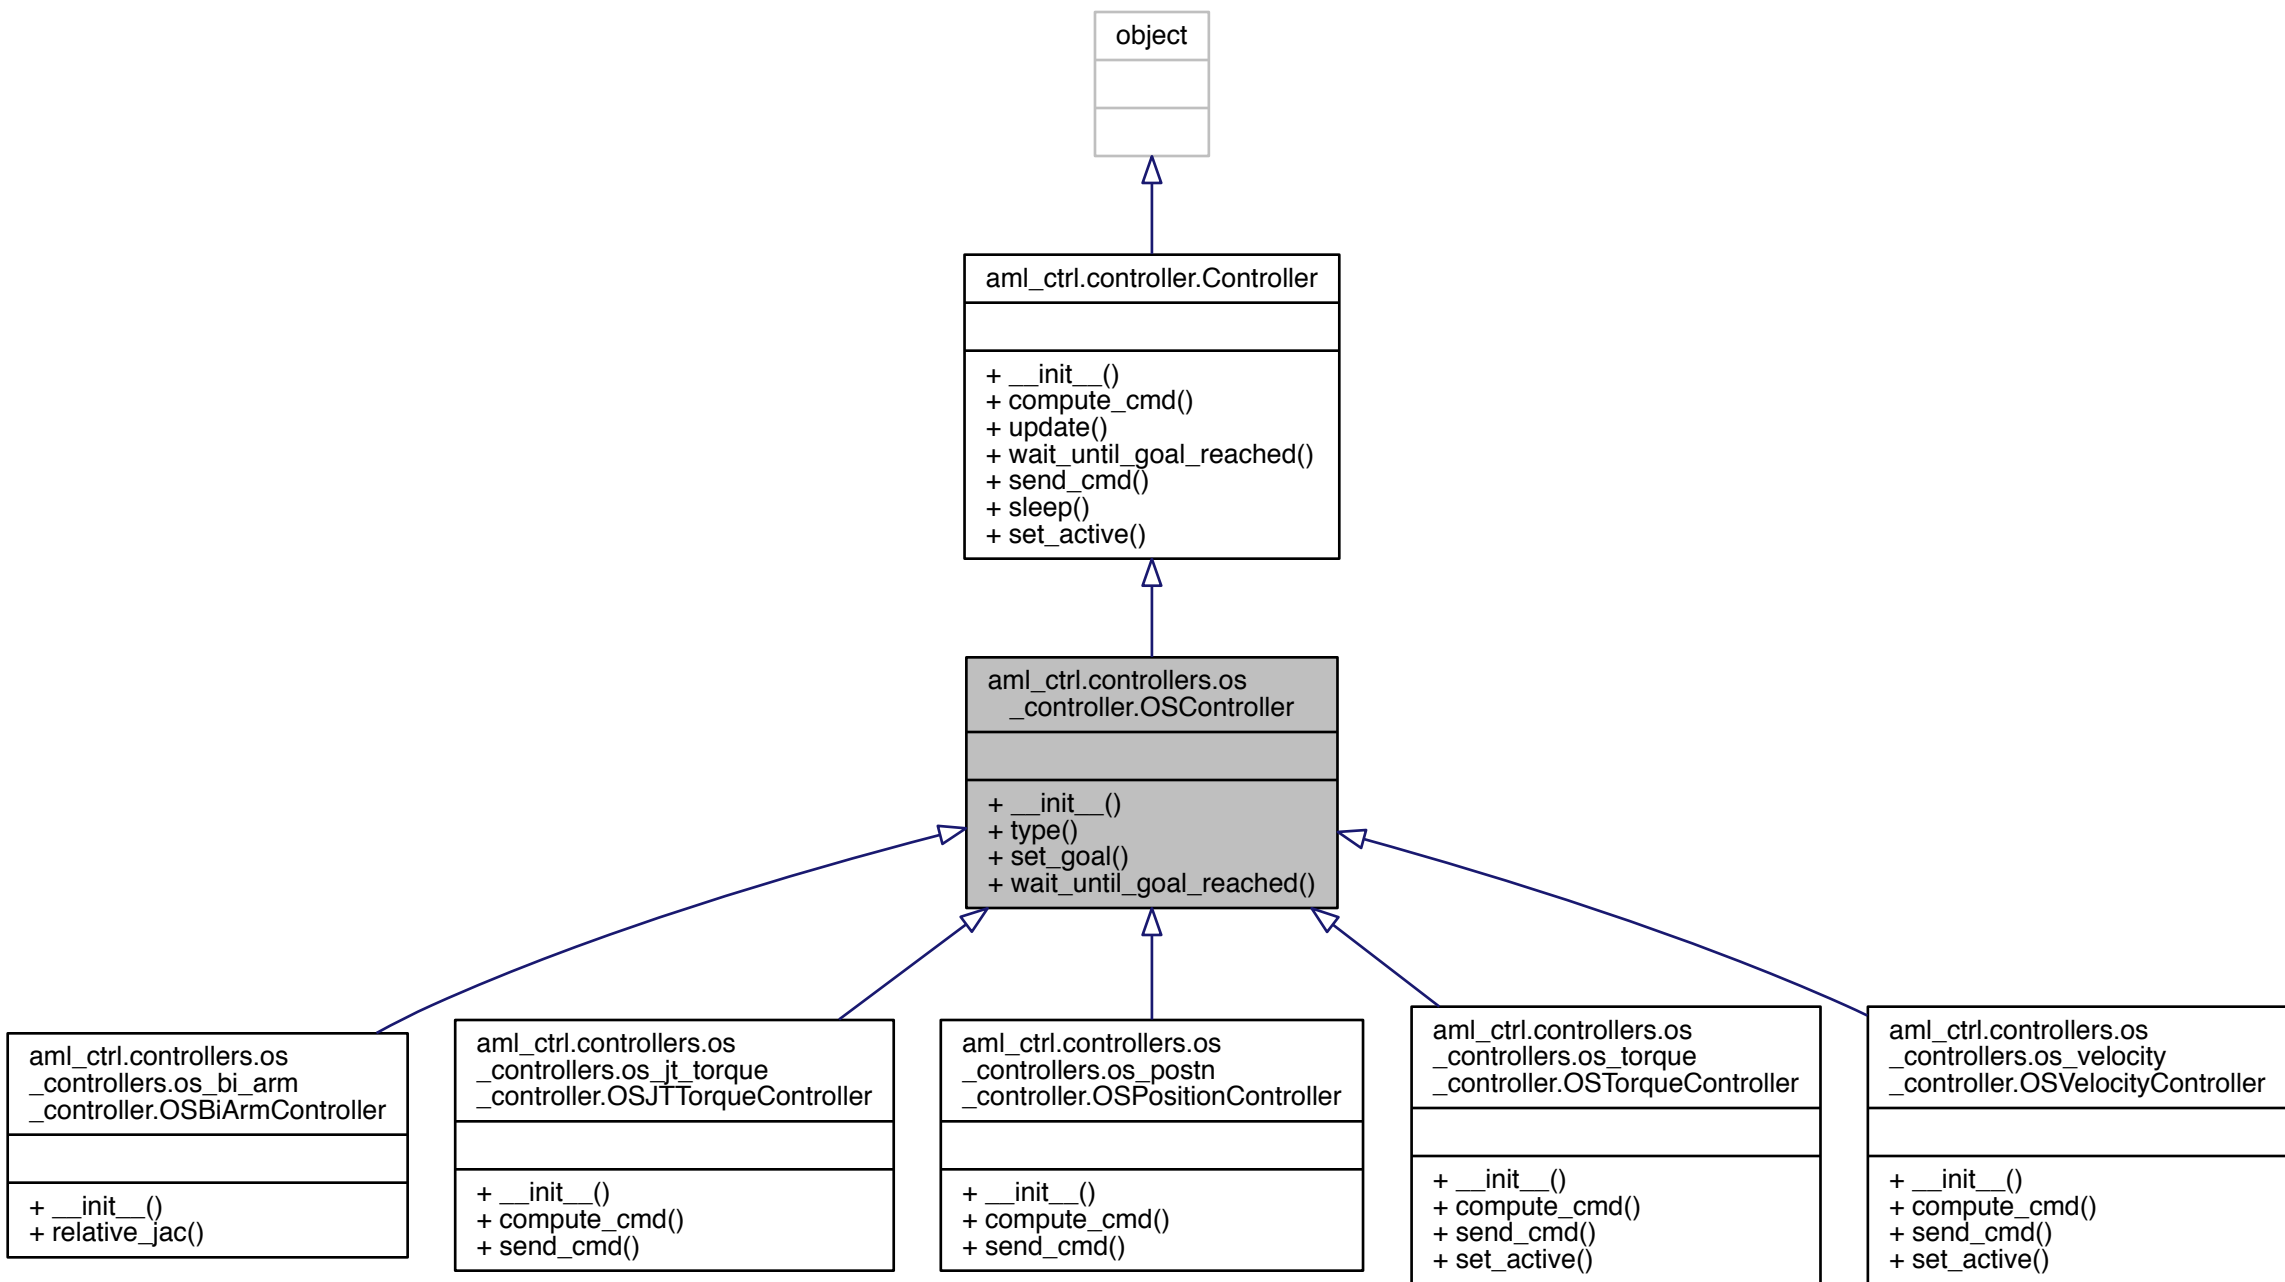 object
aml_ctrl.controller.Controller
+ __init__()
+ compute_cmd()
+ update()
+ wait_until_goal_reached()
+ send_cmd()
+ sleep()
+ set_active()
aml_ctrl.controllers.os
_controller.OSController
+ __init__()
+ type()
+ set_goal()
+ wait_until_goal_reached()
aml_ctrl.controllers.os
_controllers.os_bi_arm
_controller.OSBiArmController
+ __init__()
+ relative_jac()
aml_ctrl.controllers.os
_controllers.os_jt_torque
_controller.OSJTTorqueController
+ __init__()
+ compute_cmd()
+ send_cmd()
aml_ctrl.controllers.os
_controllers.os_postn
_controller.OSPositionController
+ __init__()
+ compute_cmd()
+ send_cmd()
aml_ctrl.controllers.os
_controllers.os_torque
_controller.OSTorqueController
+ __init__()
+ compute_cmd()
+ send_cmd()
+ set_active()
aml_ctrl.controllers.os
_controllers.os_velocity
_controller.OSVelocityController
+ __init__()
+ compute_cmd()
+ send_cmd()
+ set_active()